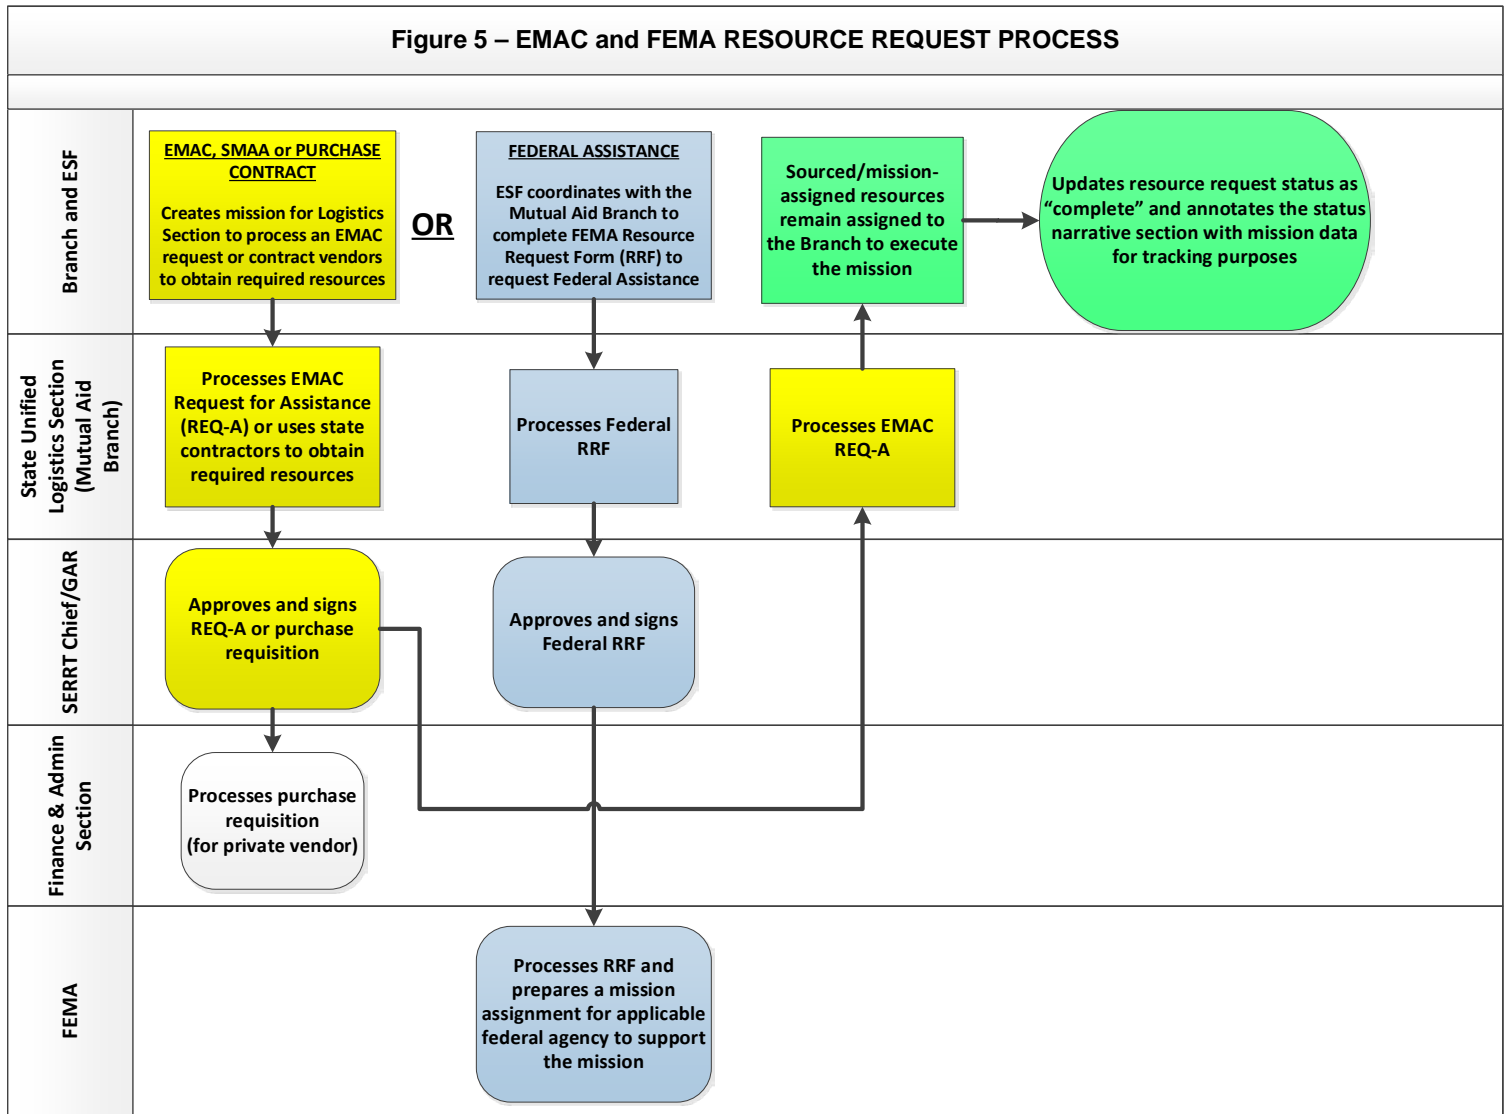 Figure 5 – EMAC and FEMA RESOURCE REQUEST PROCESS
Branch and ESF
EMAC, SMAA or PURCHASE
CONTRACT
Creates mission for Logistics
Section to process an EMAC
request or contract vendors
to obtain required resources
OR
FEDERAL ASSISTANCE
ESF coordinates with the
Mutual Aid Branch to
complete FEMA Resource
Request Form (RRF) to
request Federal Assistance
Sourced/mission-
assigned resources
remain assigned to
the Branch to execute
the mission
Updates resource request status as
“complete” and annotates the status
narrative section with mission data
for tracking purposes
State Unified
Logistics Section
(Mutual Aid
Branch)
Processes EMAC
Request for Assistance
(REQ-A) or uses state
contractors to obtain
required resources
Processes Federal
RRF
Processes EMAC
REQ-A
SERRT Chief/GAR
Approves and signs
REQ-A or purchase
requisition
Approves and signs
Federal RRF
Finance & Admin
Section
Processes purchase
requisition
(for private vendor)
FEMA
Processes RRF and
prepares a mission
assignment for applicable
federal agency to support
the mission